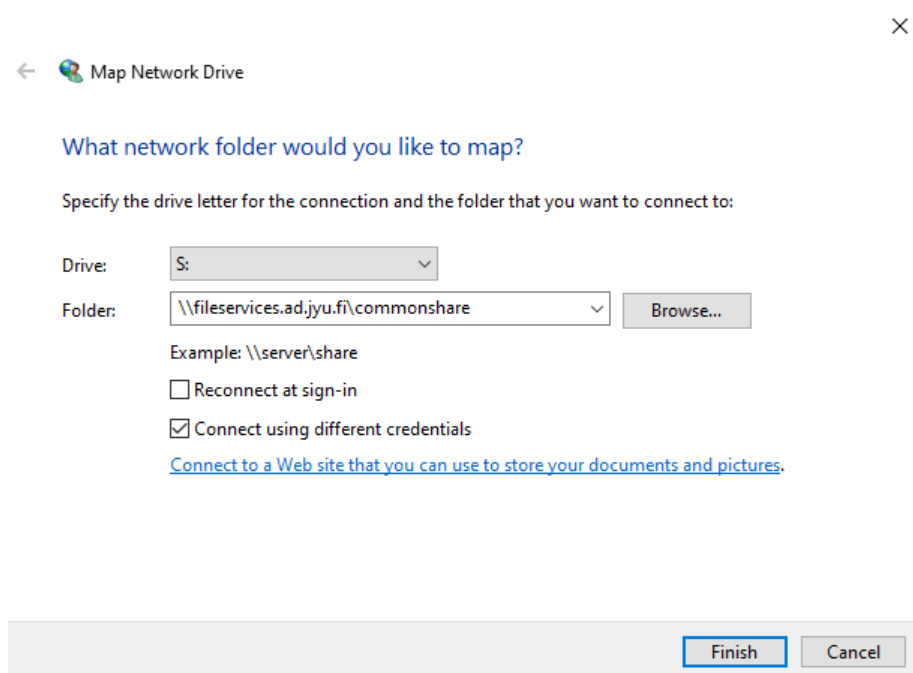 Map Network Drive
What network folder would you like to map?
Specify the drive letter for the connection and the folder that you want to connect to:
Drive: S:
Folder: \\fileservices.ad.jyu.fi\commonshare Browse...
Example: \\server\share
Reconnect at sign-in
Connect using different credentials
Connect to a Web site that you can use to store your documents and pictures.
Finish Cancel